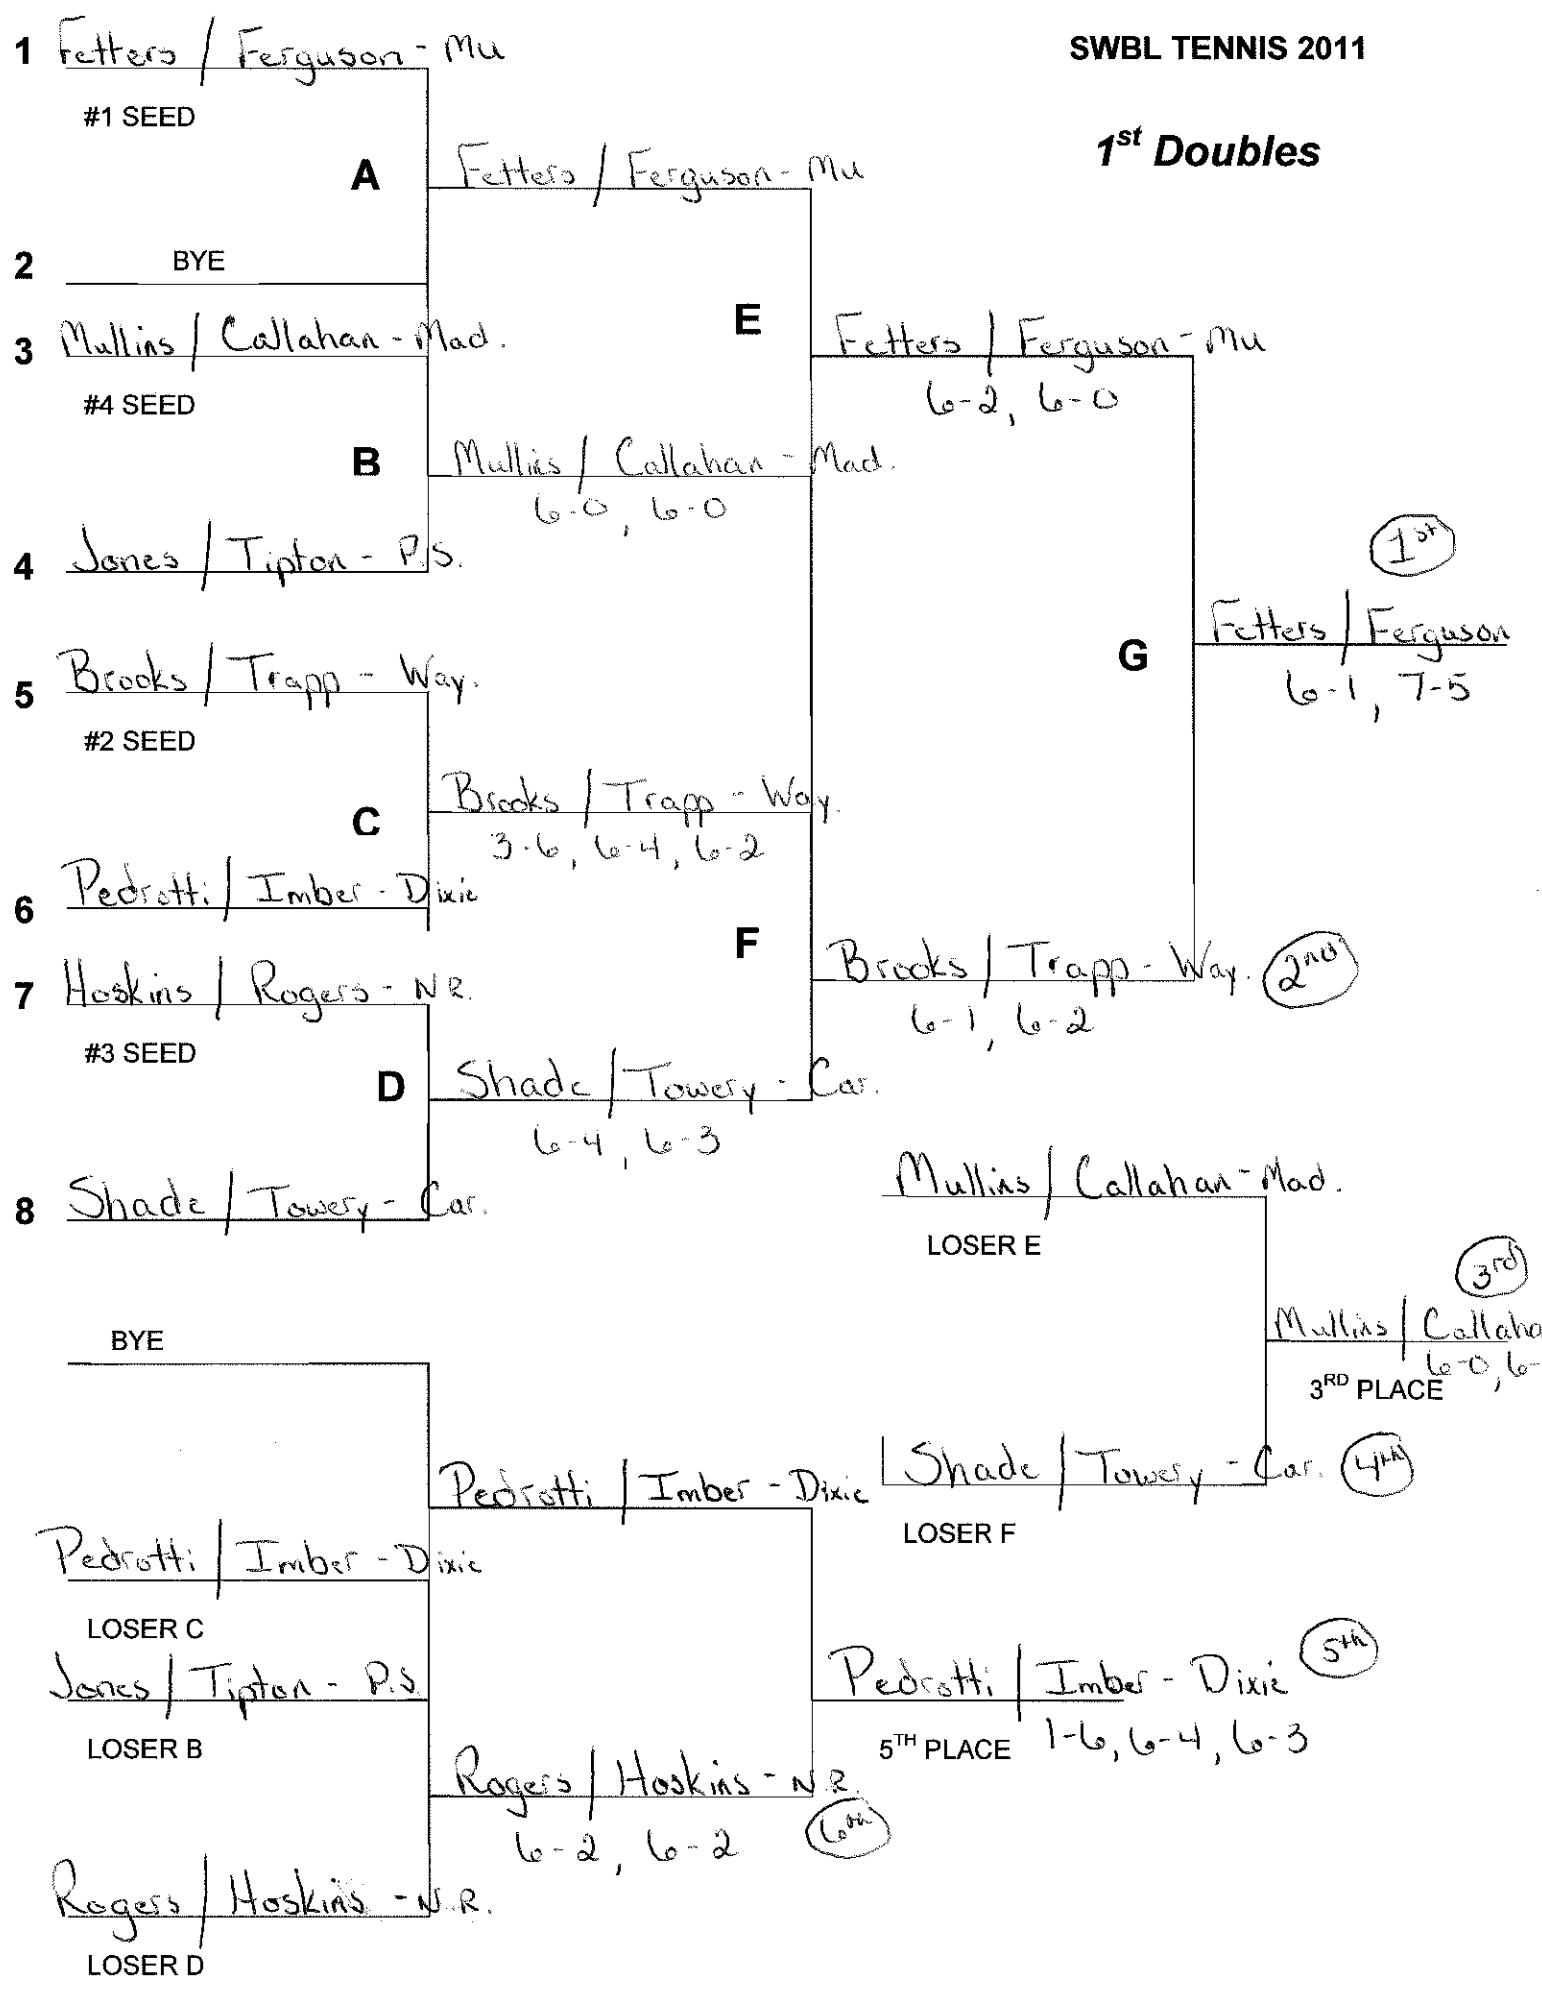 1 Fetters / Ferguson - Mu
SWBL TENNIS 2011
#1 SEED
1st Doubles
A Fetters / Ferguson - Mu
2 BYE
3 Mullins / Callahan - Mad.
E Fetters / Ferguson - Mu
#4 SEED
6-2, 6-0
B Mullins / Callahan - Mad.
6-0, 6-0
1st
4 Jones / Tipton - P.S.
Fetters / Ferguson
G
6-1, 7-5
5 Brooks / Trapp - Way.
#2 SEED
C Brooks / Trapp - Way.
3-6, 6-4, 6-2
6 Pedrotti / Imber - Dixie
F Brooks / Trapp - Way. 2nd
7 Hoskins / Rogers - N.R.
6-1, 6-2
#3 SEED
D Shade / Towery - Car.
6-4, 6-3
8 Shade / Towery - Car.
Mullins / Callahan - Mad.
LOSER E
3rd
BYE
Mullins / Callaha
6-0, 6-
3RD PLACE
Shade / Towery - Car. 4th
LOSER F
Pedrotti / Imber - Dixie
Pedrotti / Imber - Dixie
LOSER C
Jones / Tipton - P.S.
LOSER B
Pedrotti / Imber - Dixie 5th
5TH PLACE 1-6, 6-4, 6-3
Rogers / Hoskins - N.R.
6-2, 6-2 6th
Rogers / Hoskins - N.R.
LOSER D